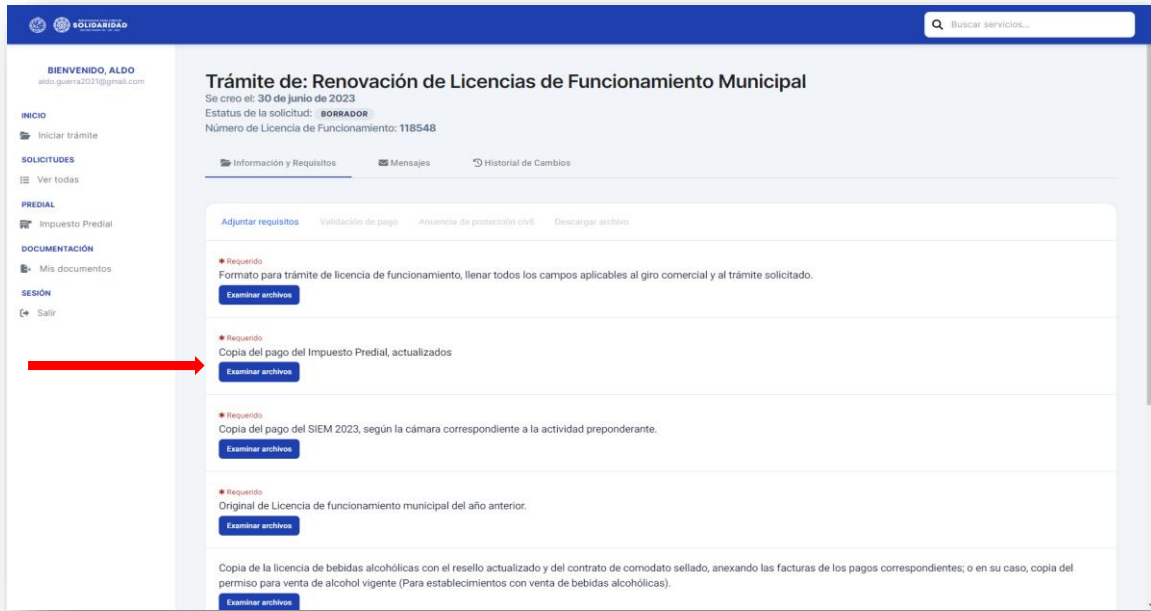 SOLIDARIDAD
Buscar servicios...
BIENVENIDO, ALDO
aldo.guerra2021@gmail.com
INICIO
Iniciar trámite
SOLICITUDES
Ver todas
PREDIAL
Impuesto Predial
DOCUMENTACIÓN
Mis documentos
SESIÓN
Salir
Trámite de: Renovación de Licencias de Funcionamiento Municipal
Se creo el: 30 de junio de 2023
Estatus de la solicitud: BORRADOR
Número de Licencia de Funcionamiento: 118548
Información y Requisitos Mensajes Historial de Cambios
Adjuntar requisitos Validación de pago Anuencia de protección civil Descargar archivo
* Requerido
Formato para trámite de licencia de funcionamiento, llenar todos los campos aplicables al giro comercial y al trámite solicitado.
Examinar archivos
* Requerido
Copia del pago del Impuesto Predial, actualizados
Examinar archivos
* Requerido
Copia del pago del SIEM 2023, según la cámara correspondiente a la actividad preponderante.
Examinar archivos
* Requerido
Original de Licencia de funcionamiento municipal del año anterior.
Examinar archivos
Copia de la licencia de bebidas alcohólicas con el resello actualizado y del contrato de comodato sellado, anexando las facturas de los pagos correspondientes; o en su caso, copia del
permiso para venta de alcohol vigente (Para establecimientos con venta de bebidas alcohólicas).
Examinar archivos